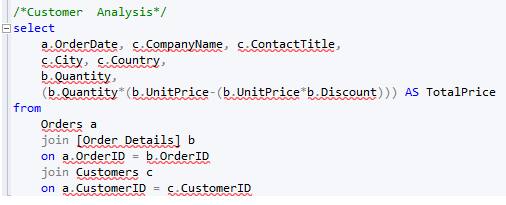 /*Customer  Analysis*/
select
a.OrderDate, c.CompanyName, c.ContactTitle,
c.City, c.Country,
b.Quantity,
(b.Quantity*(b.UnitPrice-(b.UnitPrice*b.Discount))) AS TotalPrice
from
Orders a
join [Order Details] b
on a.OrderID = b.OrderID
join Customers c
on a.CustomerID = c.CustomerID